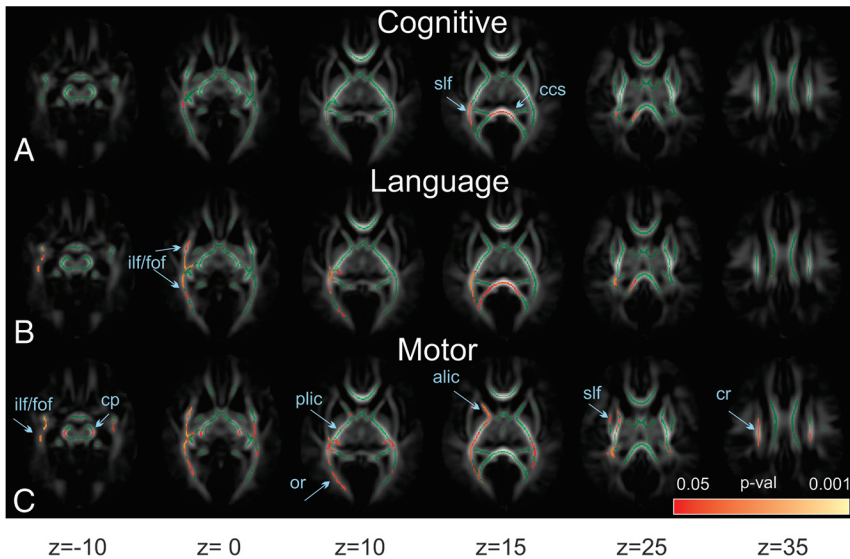 Cognitive
slf
ccs
A
Language
ilf/fof
B
Motor
ilf/fof
cp
plic
alic
slf
cr
or
0.05 p-val 0.001
C
z=-10 z= 0 z=10 z=15 z=25 z=35